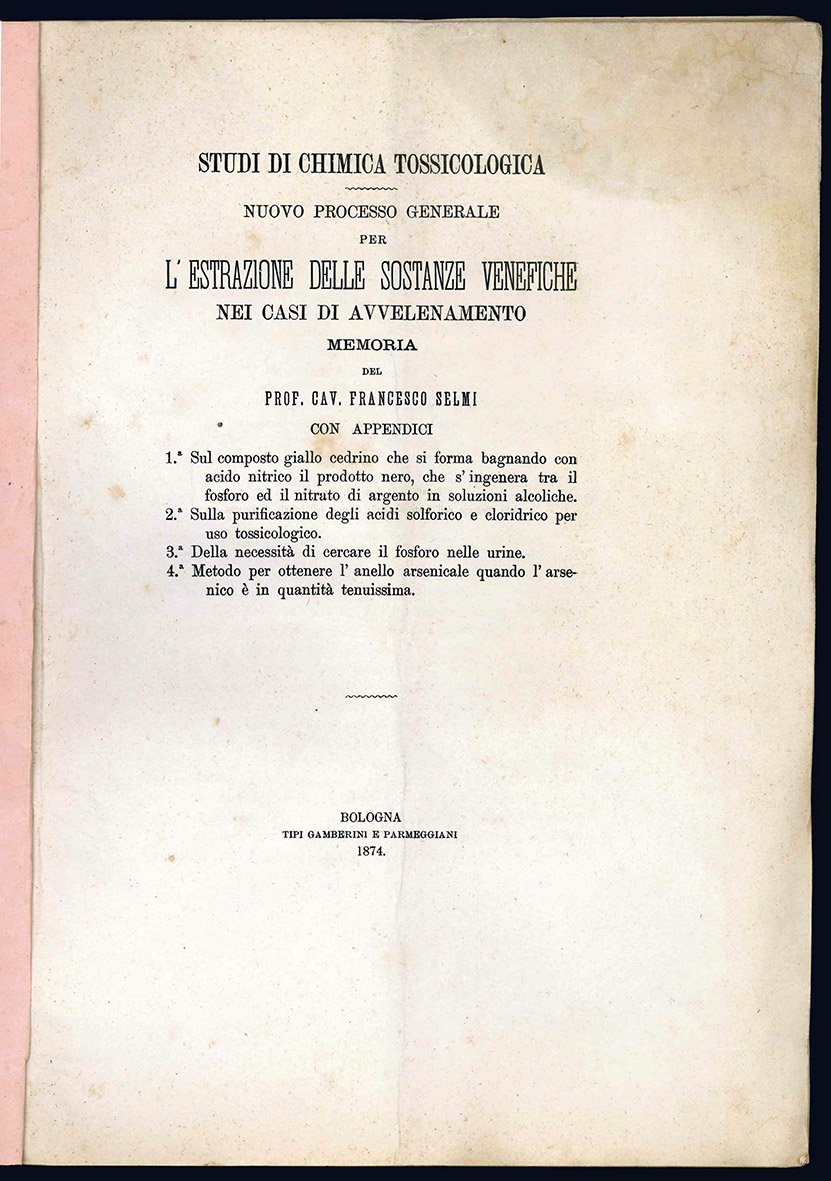 STUDI DI CHIMICA TOSSICOLOGICA
NUOVO PROCESSO GENERALE
PER
L' ESTRAZIONE DELLE SOSTANZE VENEFICHE
NEI CASI DI AVVELENAMENTO
MEMORIA
DEL
PROF. CAV. FRANCESCO SELMI
CON APPENDICI
1.ª Sul composto giallo cedrino che si forma bagnando con
acido nitrico il prodotto nero, che s' ingenera tra il
fosforo ed il nitrato di argento in soluzioni alcoliche.
2.ª Sulla purificazione degli acidi solforico e cloridrico per
uso tossicologico.
3.ª Della necessità di cercare il fosforo nelle urine.
4.ª Metodo per ottenere l' anello arsenicale quando l' arse-
nico è in quantità tenuissima.
BOLOGNA
TIPI GAMBERINI E PARMEGGIANI
1874.